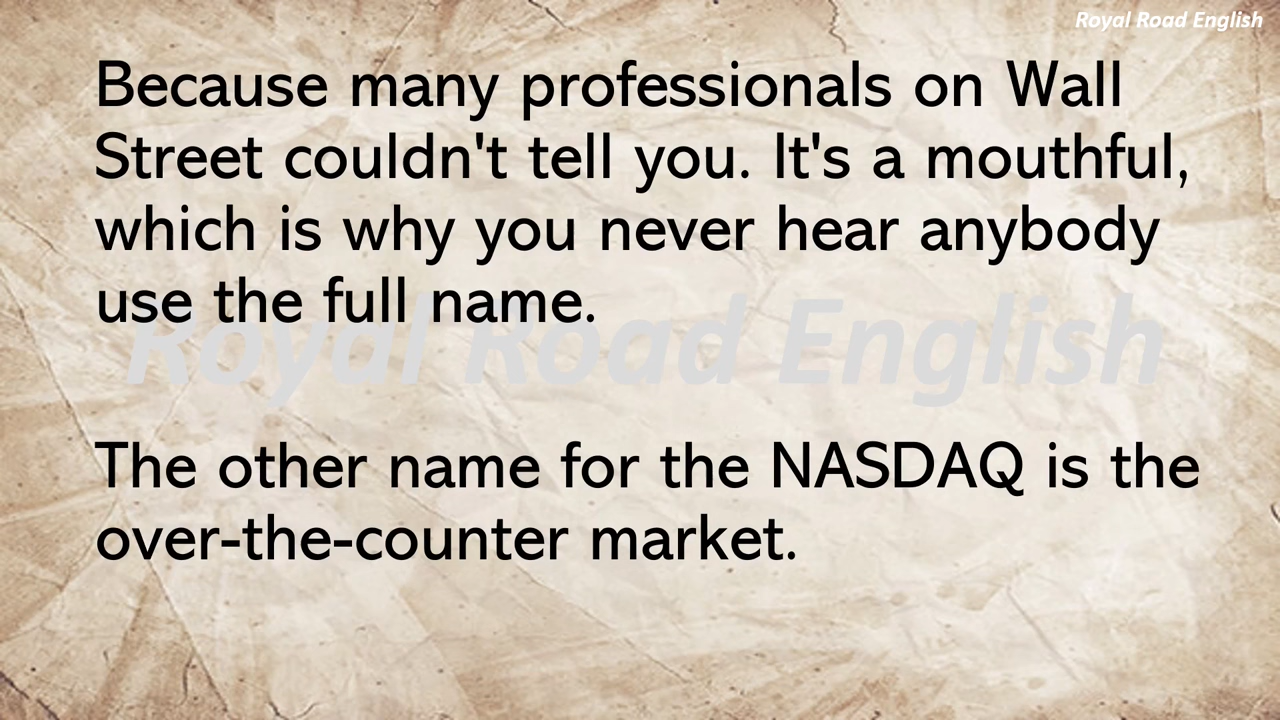 Royal Road English
Because many professionals on Wall
Street couldn't tell you. It's a mouthful,
which is why you never hear anybody
use the full name.
Royal Road English
The other name for the NASDAQ is the
over-the-counter market.